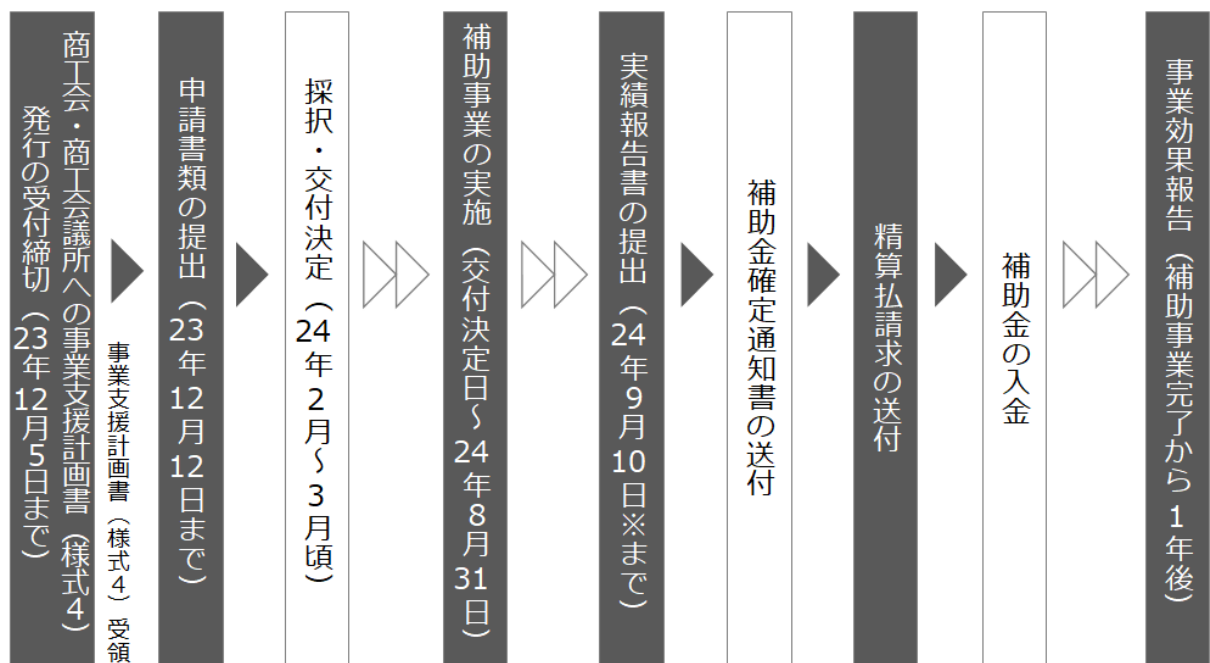 商工会・商工会議所への事業支援計画書（様式４）
発行の受付締切（23年12月5日まで）
事業支援計画書（様式４）受領
申請書類の提出（23年12月12日まで）
採択・交付決定（24年2月～3月頃）
補助事業の実施（交付決定日～24年8月31日）
実績報告書の提出（24年9月10日※まで）
補助金確定通知書の送付
精算払請求の送付
補助金の入金
事業効果報告（補助事業完了から1年後）